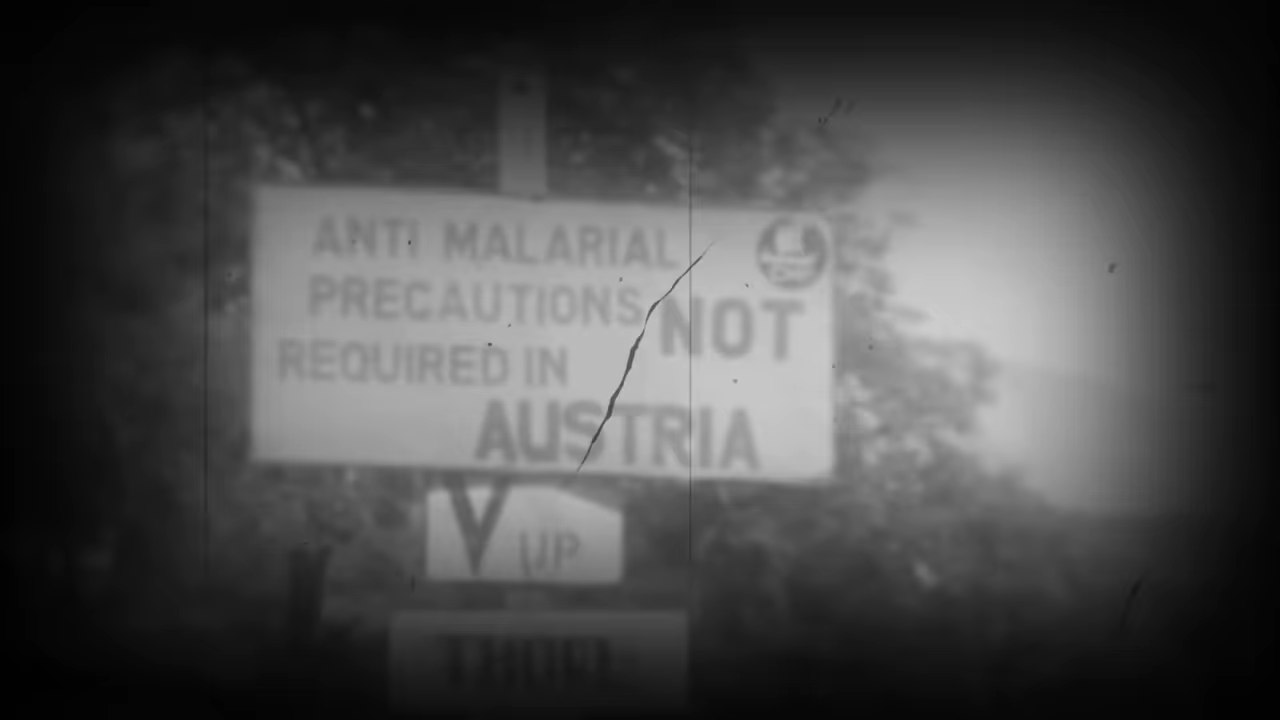 ANTI MALARIAL
PRECAUTIONS NOT
REQUIRED IN
AUSTRIA
V UP